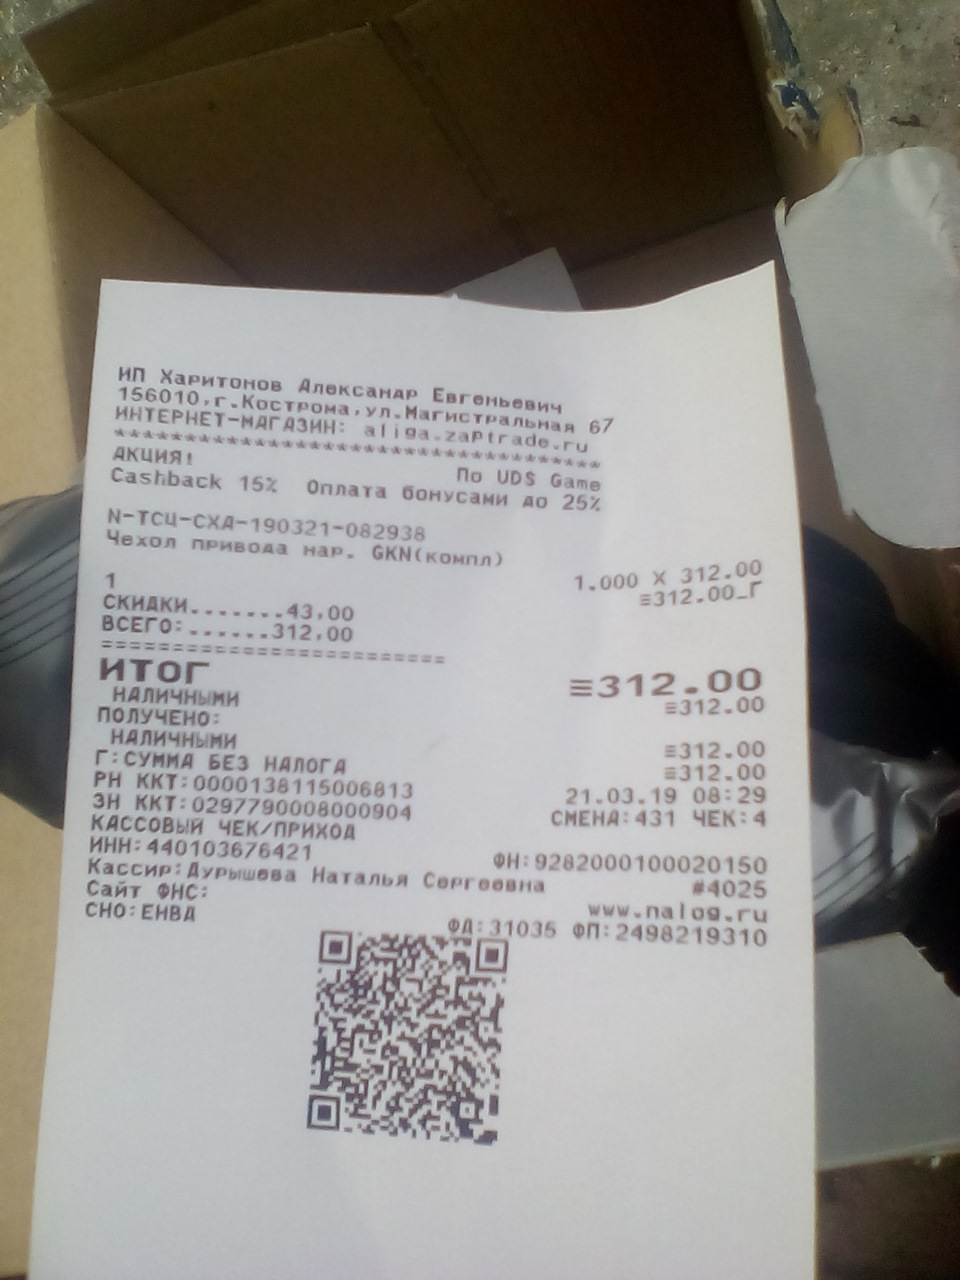 ИП Харитонов Александр Евгеньевич
156010,г.Кострома,ул.Магистральная 67
ИНТЕРНЕТ-МАГАЗИН: aliga.zaptrade.ru
***********************************
АКЦИЯ! По UDS Game
Cashback 15% Оплата бонусами до 25%
N-ТСЦ-СХД-190321-082938
Чехол привода нар. GKN(компл)
1.000 X 312.00
1 ≡312.00_Г
СКИДКИ.......43,00
ВСЕГО:.......312,00
==========================
ИТОГ ≡312.00
НАЛИЧНЫМИ ≡312.00
ПОЛУЧЕНО:
НАЛИЧНЫМИ ≡312.00
Г:СУММА БЕЗ НАЛОГА ≡312.00
РН ККТ:0000138115006813 21.03.19 08:29
ЗН ККТ:0297790008000904 СМЕНА:431 ЧЕК:4
КАССОВЫЙ ЧЕК/ПРИХОД
ИНН:440103676421 ФН:9282000100020150
Кассир:Дурышева Наталья Сергеевна #4025
Сайт ФНС: www.nalog.ru
СНО:ЕНВД ФД:31035 ФП:2498219310